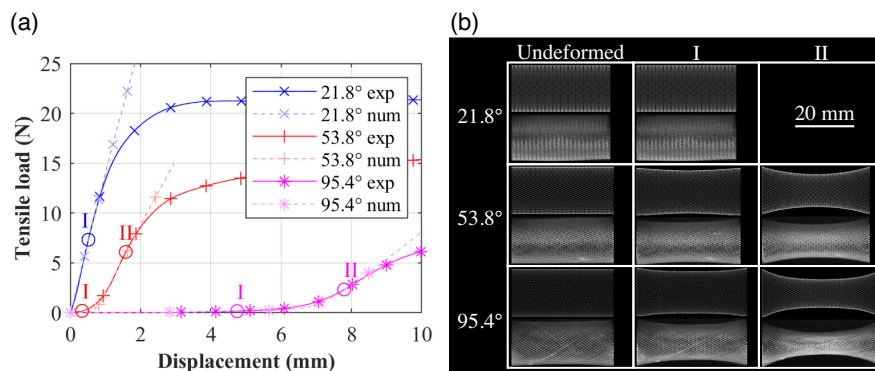 (a)
25
20
15
10
5
0
Tensile load (N)
0 2 4 6 8 10
Displacement (mm)
21.8° exp
21.8° num
53.8° exp
53.8° num
95.4° exp
95.4° num
I
I
II
I
II
(b)
Undeformed I II
21.8°
20 mm
53.8°
95.4°